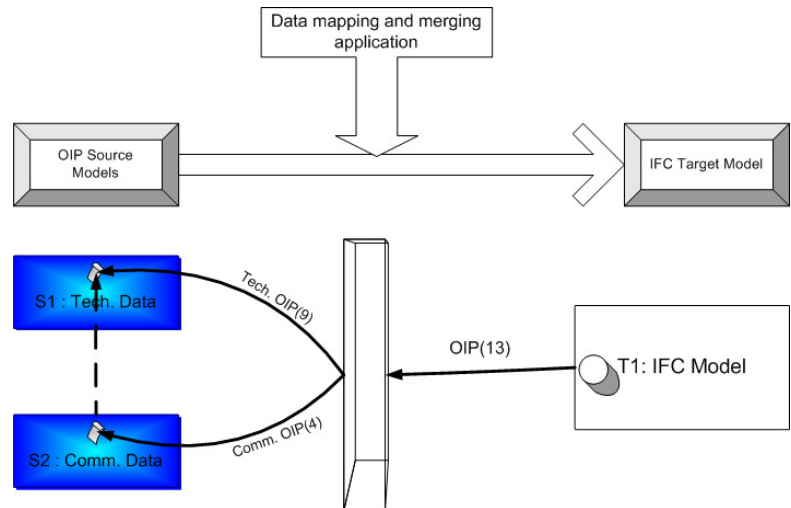 Data mapping and merging
application
OIP Source
Models
IFC Target Model
S1 : Tech. Data
Tech. OIP(9)
OIP(13)
T1: IFC Model
Comm. OIP(4)
S2 : Comm. Data